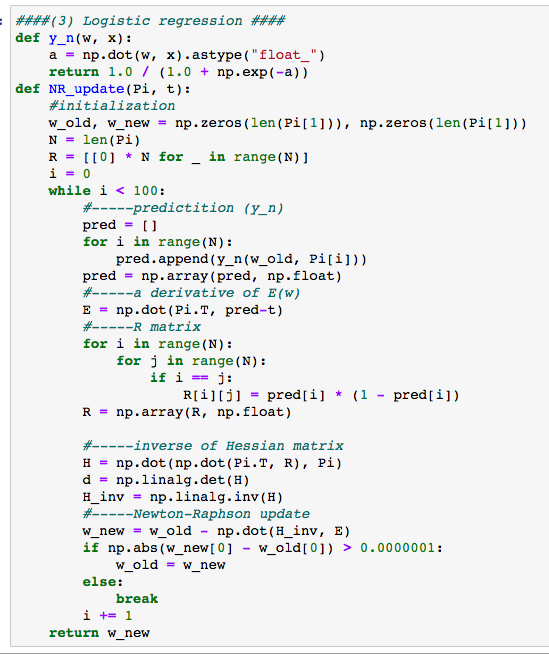 ####(3) Logistic regression ####
def y_n(w, x):
    a = np.dot(w, x).astype("float_")
    return 1.0 / (1.0 + np.exp(-a))
def NR_update(Pi, t):
    #initialization
    w_old, w_new = np.zeros(len(Pi[1])), np.zeros(len(Pi[1]))
    N = len(Pi)
    R = [[0] * N for _ in range(N)]
    i = 0
    while i < 100:
        #-----predictition (y_n)
        pred = []
        for i in range(N):
            pred.append(y_n(w_old, Pi[i]))
        pred = np.array(pred, np.float)
        #-----a derivative of E(w)
        E = np.dot(Pi.T, pred-t)
        #-----R matrix
        for i in range(N):
            for j in range(N):
                if i == j:
                    R[i][j] = pred[i] * (1 - pred[i])
        R = np.array(R, np.float)
        #-----inverse of Hessian matrix
        H = np.dot(np.dot(Pi.T, R), Pi)
        d = np.linalg.det(H)
        H_inv = np.linalg.inv(H)
        #-----Newton-Raphson update
        w_new = w_old - np.dot(H_inv, E)
        if np.abs(w_new[0] - w_old[0]) > 0.0000001:
            w_old = w_new
        else:
            break
        i += 1
    return w_new